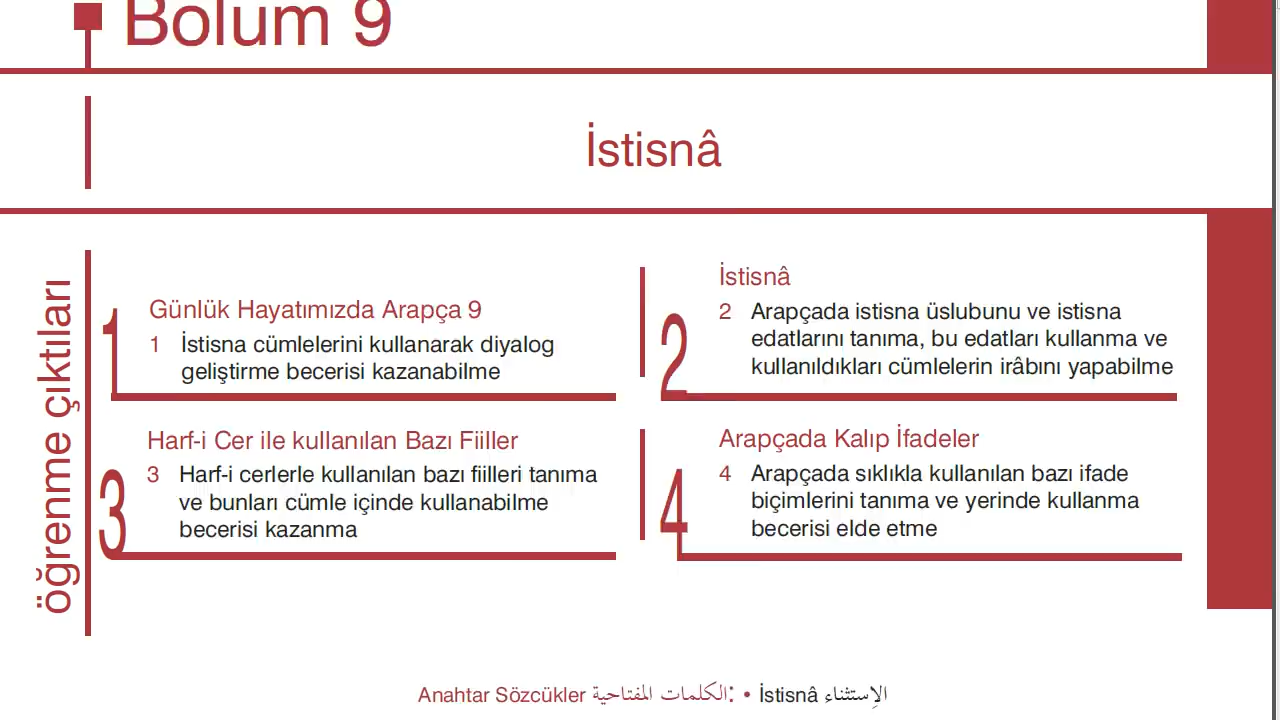 Bölüm 9
İstisnâ
öğrenme çıktıları
1
Günlük Hayatımızda Arapça 9
1 İstisna cümlelerini kullanarak diyalog
geliştirme becerisi kazanabilme
2
İstisnâ
2 Arapçada istisna üslubunu ve istisna
edatlarını tanıma, bu edatları kullanma ve
kullanıldıkları cümlelerin irâbını yapabilme
3
Harf-i Cer ile kullanılan Bazı Fiiller
3 Harf-i cerlerle kullanılan bazı fiilleri tanıma
ve bunları cümle içinde kullanabilme
becerisi kazanma
4
Arapçada Kalıp İfadeler
4 Arapçada sıklıkla kullanılan bazı ifade
biçimlerini tanıma ve yerinde kullanma
becerisi elde etme
Anahtar Sözcükler الكلمات المفتاحية: • İstisnâ الاِستثناء